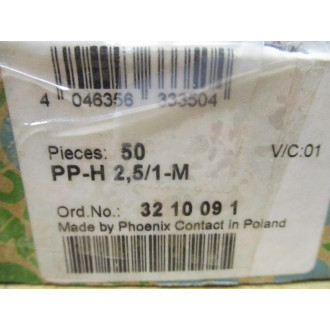 4 046356 333504
Pieces: 50 V/C:01
PP-H 2,5/1-M
Ord.No.: 32 10 09 1
Made by Phoenix Contact in Poland